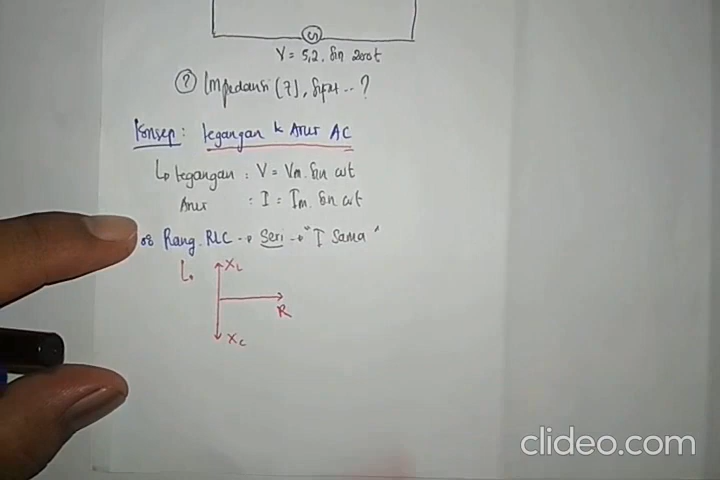 V = 5,2. Sin 200t
? Impedansi (Z), Sifat .. ?
Konsep: tegangan & Arus AC
↳ tegangan : V = Vm. Sin ωt
Arus : I = Im. Sin ωt
Rang. RLC → Seri → "I Sama"
XL
R
XC
clideo.com